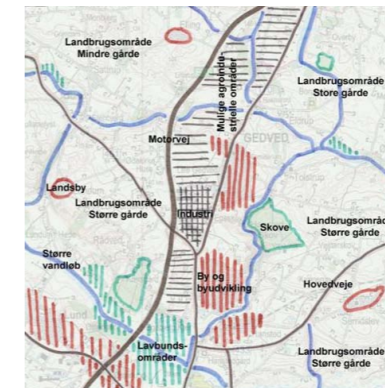 Landbrugsområde
Mindre gårde
Mulige agroindu-
strielle områder
Landbrugsområde
Store gårde
Motorvej
GEDVED
Landsby
Landbrugsområde
Større gårde
Industri
Skove
Landbrugsområde
Større gårde
Større
vandløb
By og
byudvikling
Hovedveje
Lavbunds-
områder
Landbrugsområde
Større gårde